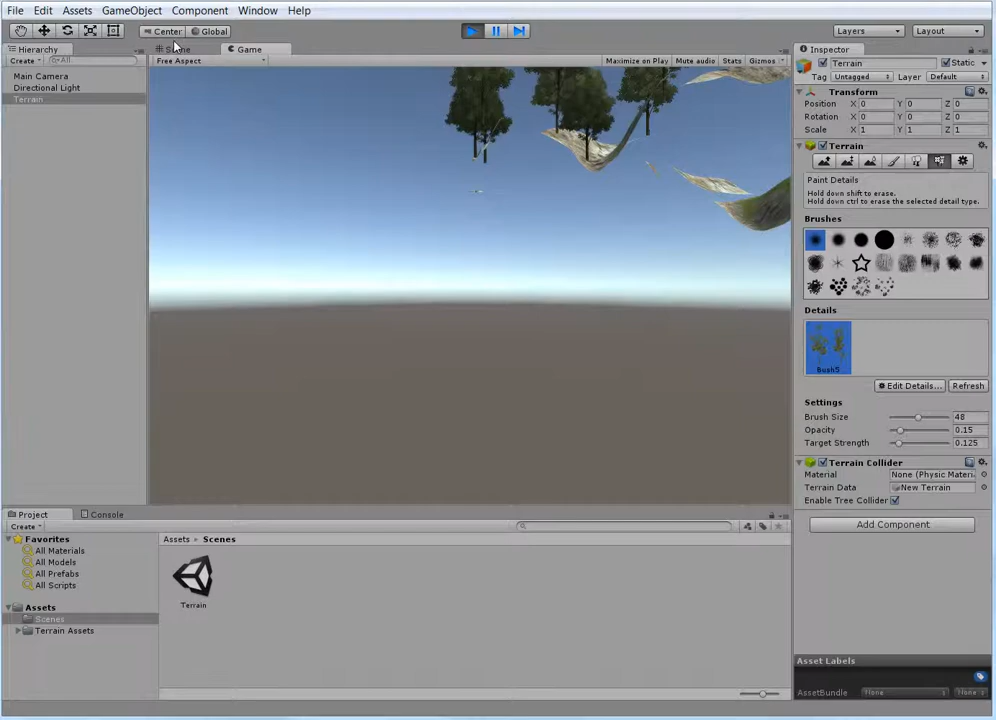 File Edit Assets GameObject Component Window Help
Center Global Layers Layout
Hierarchy Scene Game Inspector
Create All Free Aspect Maximize on Play Mute audio Stats Gizmos Terrain Static
Main Camera Tag Untagged Layer Default
Directional Light Transform
Terrain Position X 0 Y 0 Z 0
Rotation X 0 Y 0 Z 0
Scale X 1 Y 1 Z 1
Terrain
Paint Details
Hold down shift to erase.
Hold down ctrl to erase the selected detail type.
Brushes
Details
Bush5
Edit Details... Refresh
Settings
Brush Size 48
Opacity 0.15
Target Strength 0.125
Terrain Collider
Material None (Physic Materi
Terrain Data New Terrain
Enable Tree Collider
Add Component
Project Console
Create
Favorites Assets Scenes
All Materials
All Models
All Prefabs
All Scripts
Terrain
Assets
Scenes
Terrain Assets
Asset Labels
AssetBundle None None